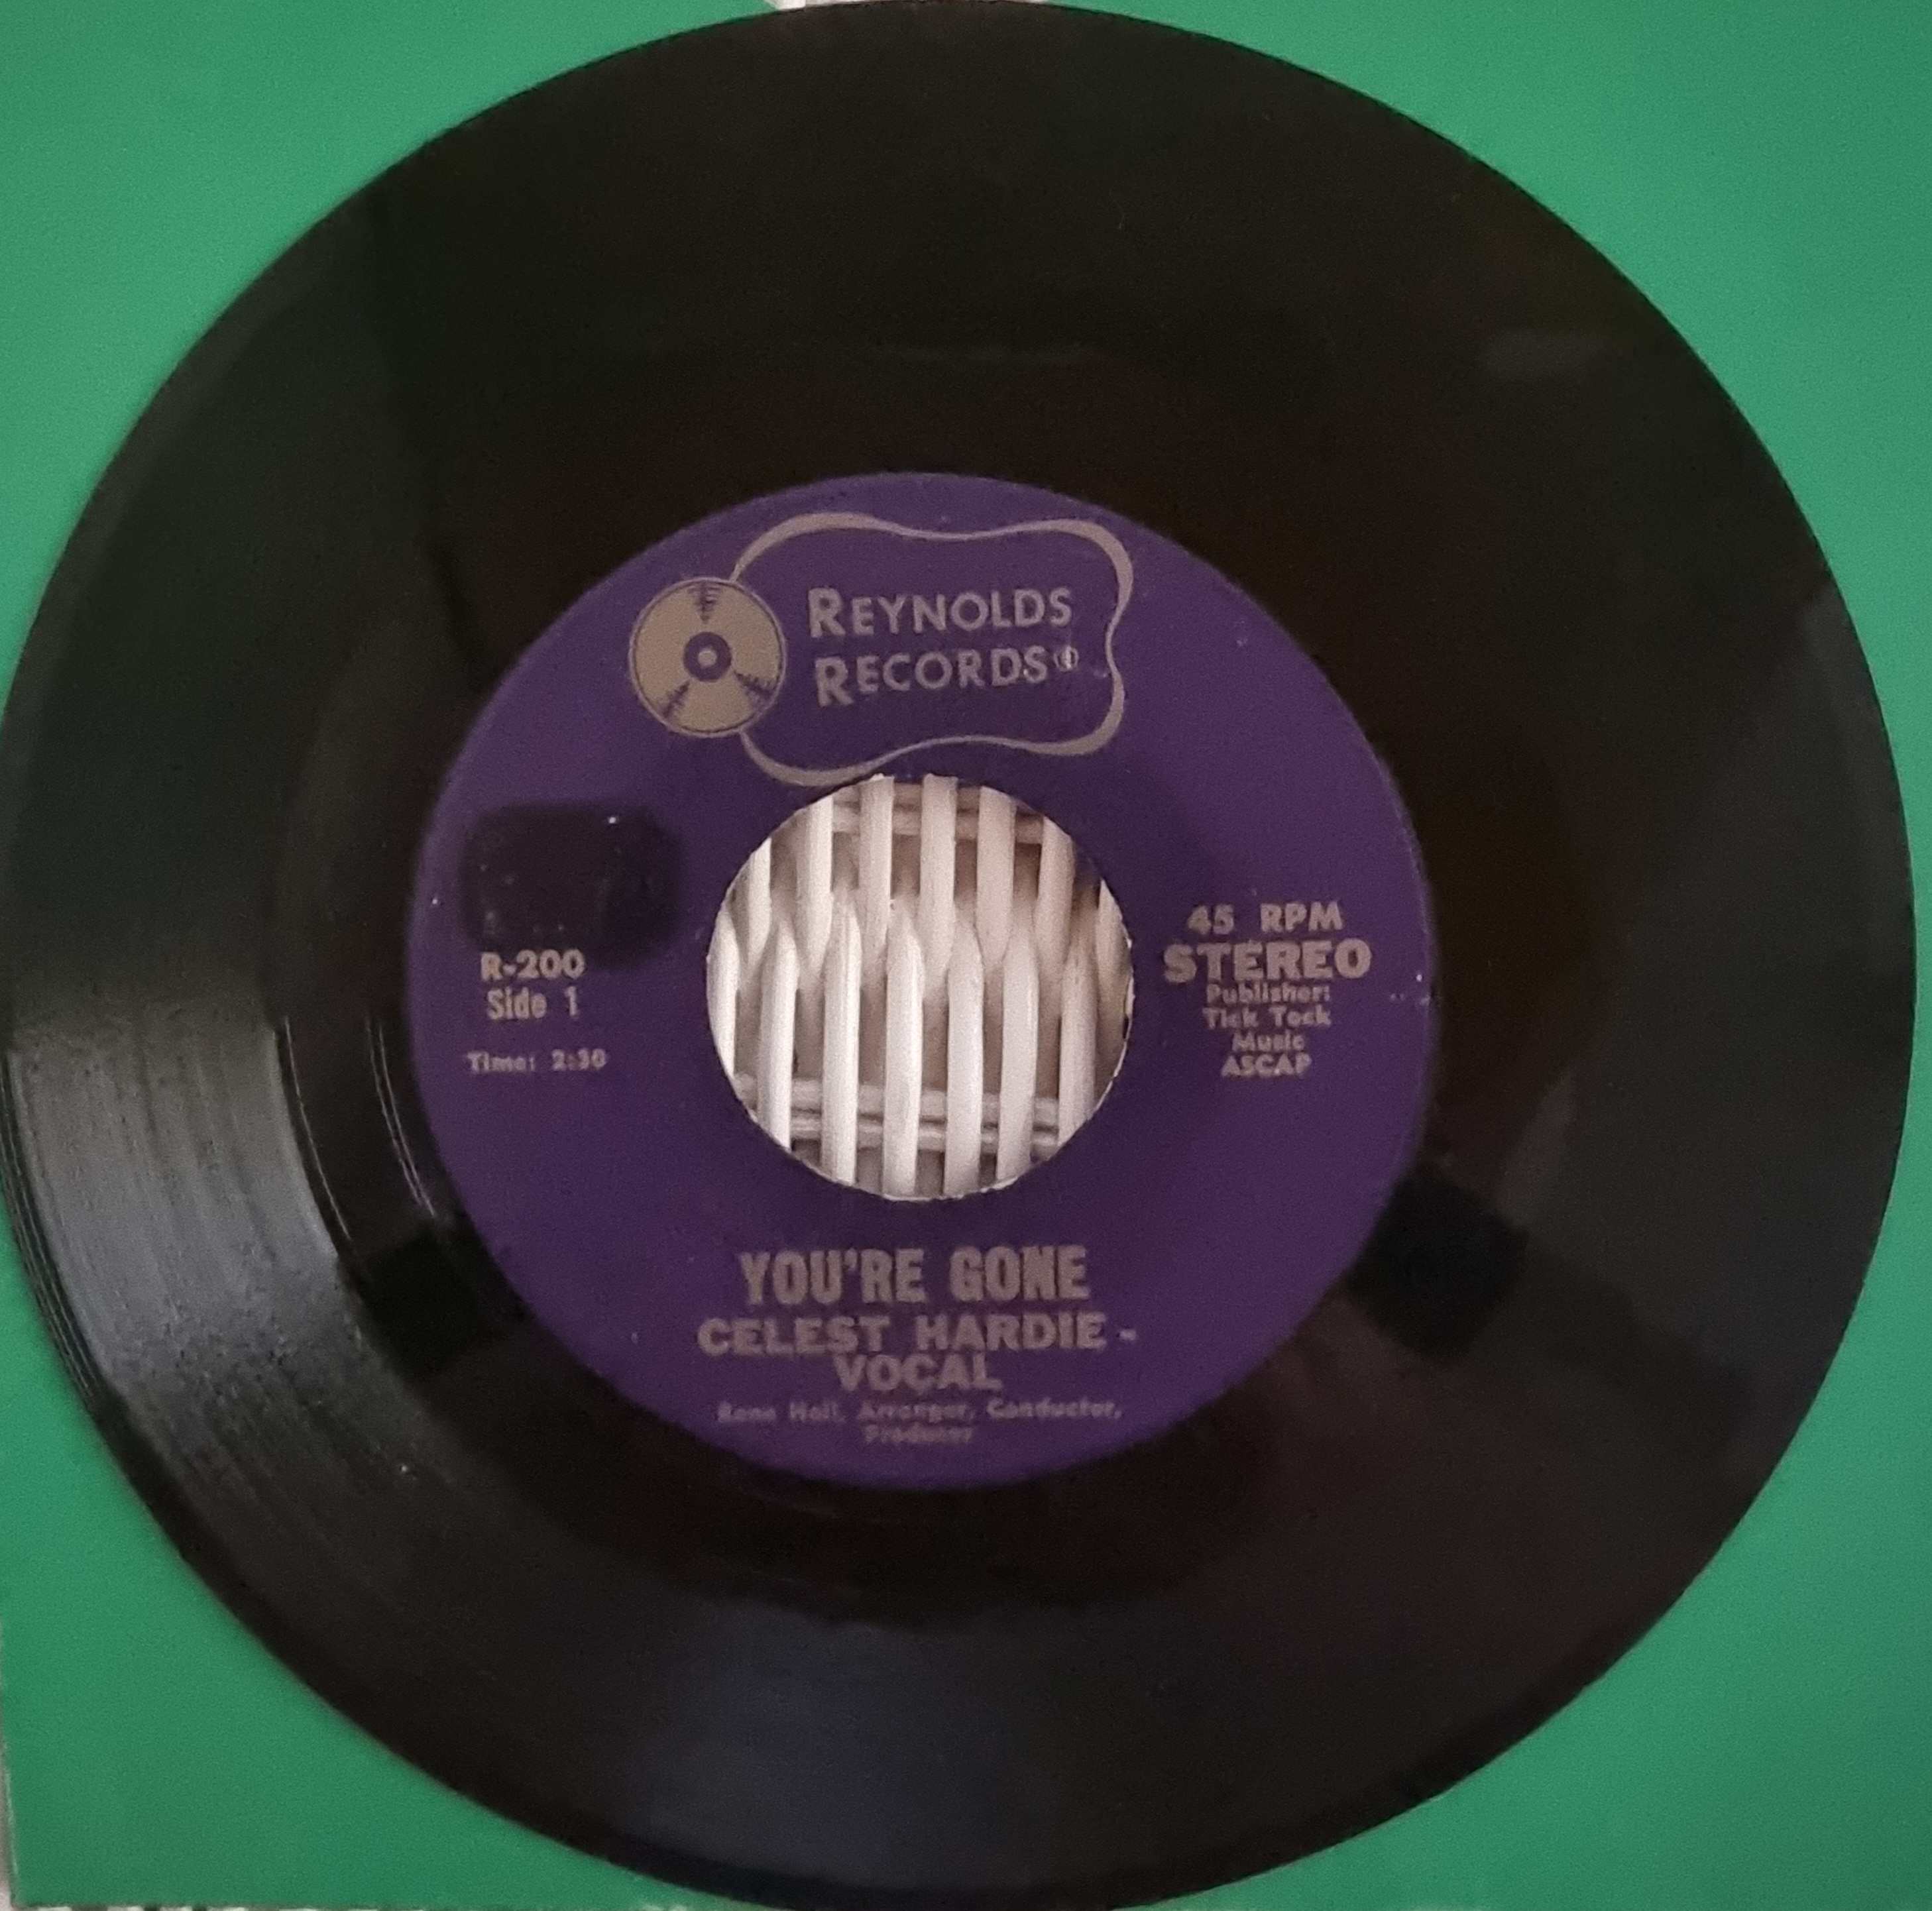 REYNOLDS
RECORDS®
R-200
Side 1
Time: 2:30
45 RPM
STEREO
Publisher:
Tick Tock
Music
ASCAP
YOU'RE GONE
CELEST HARDIE -
VOCAL
Rene Hall, Arranger, Conductor,
Producer